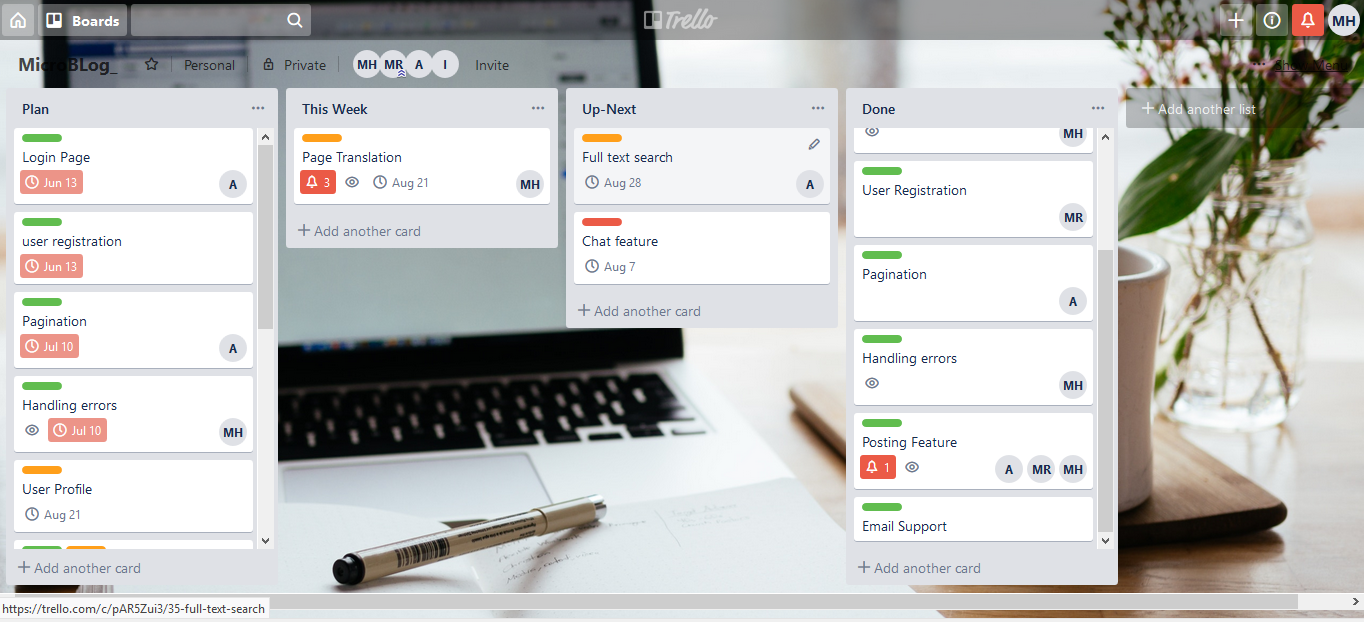 Boards
Trello
MH
MicroBLog_
Personal
Private
MH MR A I
Invite
Plan
Login Page
Jun 13
A
user registration
Jun 13
Pagination
Jul 10
A
Handling errors
Jul 10
MH
User Profile
Aug 21
+ Add another card
This Week
Page Translation
3
Aug 21
MH
+ Add another card
Up-Next
Full text search
Aug 28
A
Chat feature
Aug 7
+ Add another card
Done
MH
User Registration
MR
Pagination
A
Handling errors
MH
Posting Feature
1
A MR MH
Email Support
+ Add another card
+ Add another list
https://trello.com/c/pAR5Zui3/35-full-text-search